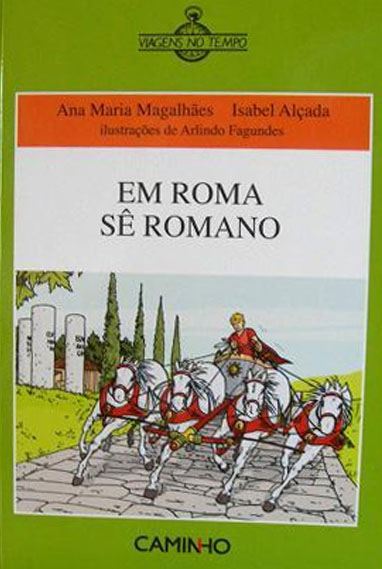 VIAGENS NO TEMPO
Ana Maria Magalhães Isabel Alçada
ilustrações de Arlindo Fagundes
EM ROMA
SÊ ROMANO
CAMINHO